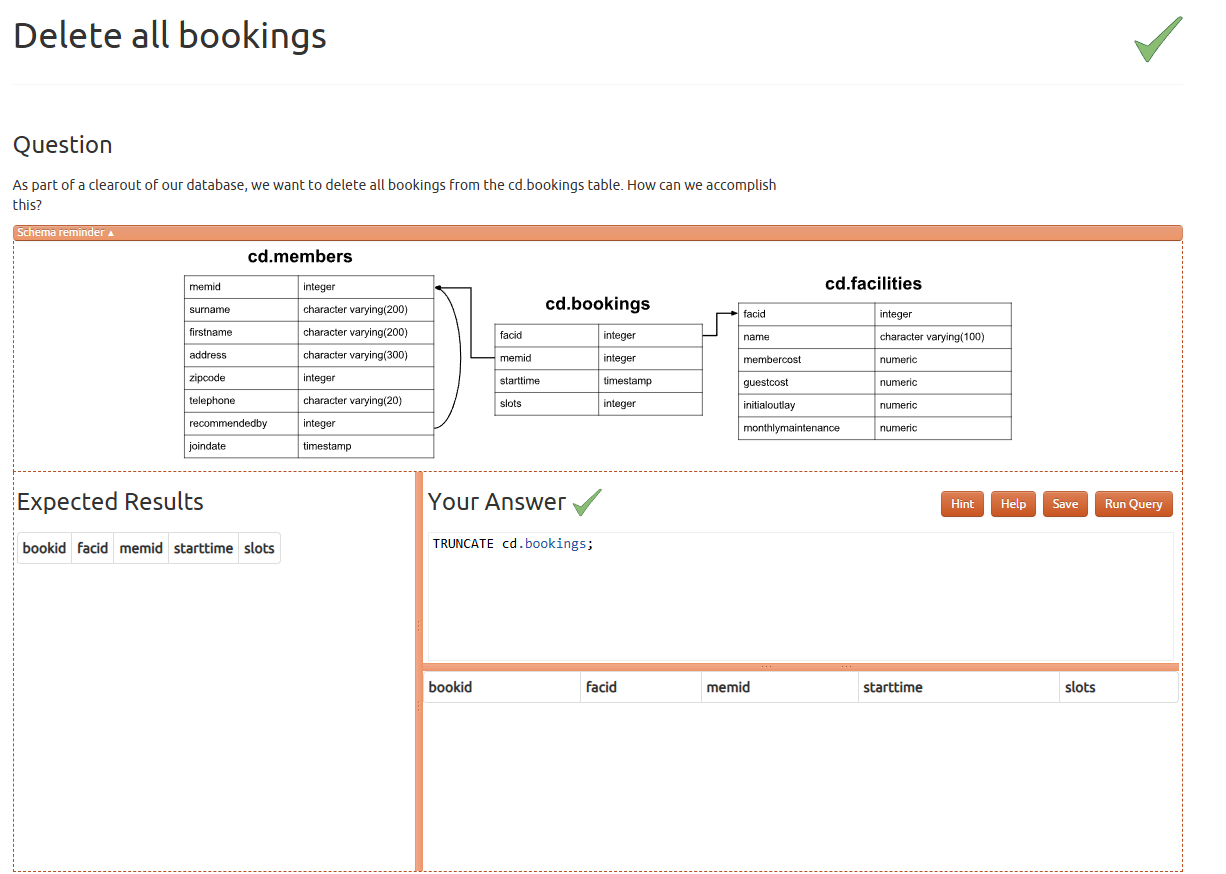 Delete all bookings
Question
As part of a clearout of our database, we want to delete all bookings from the cd.bookings table. How can we accomplish
this?
Schema reminder ▴
cd.members
memid integer
surname character varying(200)
firstname character varying(200)
address character varying(300)
zipcode integer
telephone character varying(20)
recommendedby integer
joindate timestamp
cd.bookings
facid integer
memid integer
starttime timestamp
slots integer
cd.facilities
facid integer
name character varying(100)
membercost numeric
guestcost numeric
initialoutlay numeric
monthlymaintenance numeric
Expected Results
bookid facid memid starttime slots
Your Answer
Hint Help Save Run Query
TRUNCATE cd.bookings;
bookid facid memid starttime slots